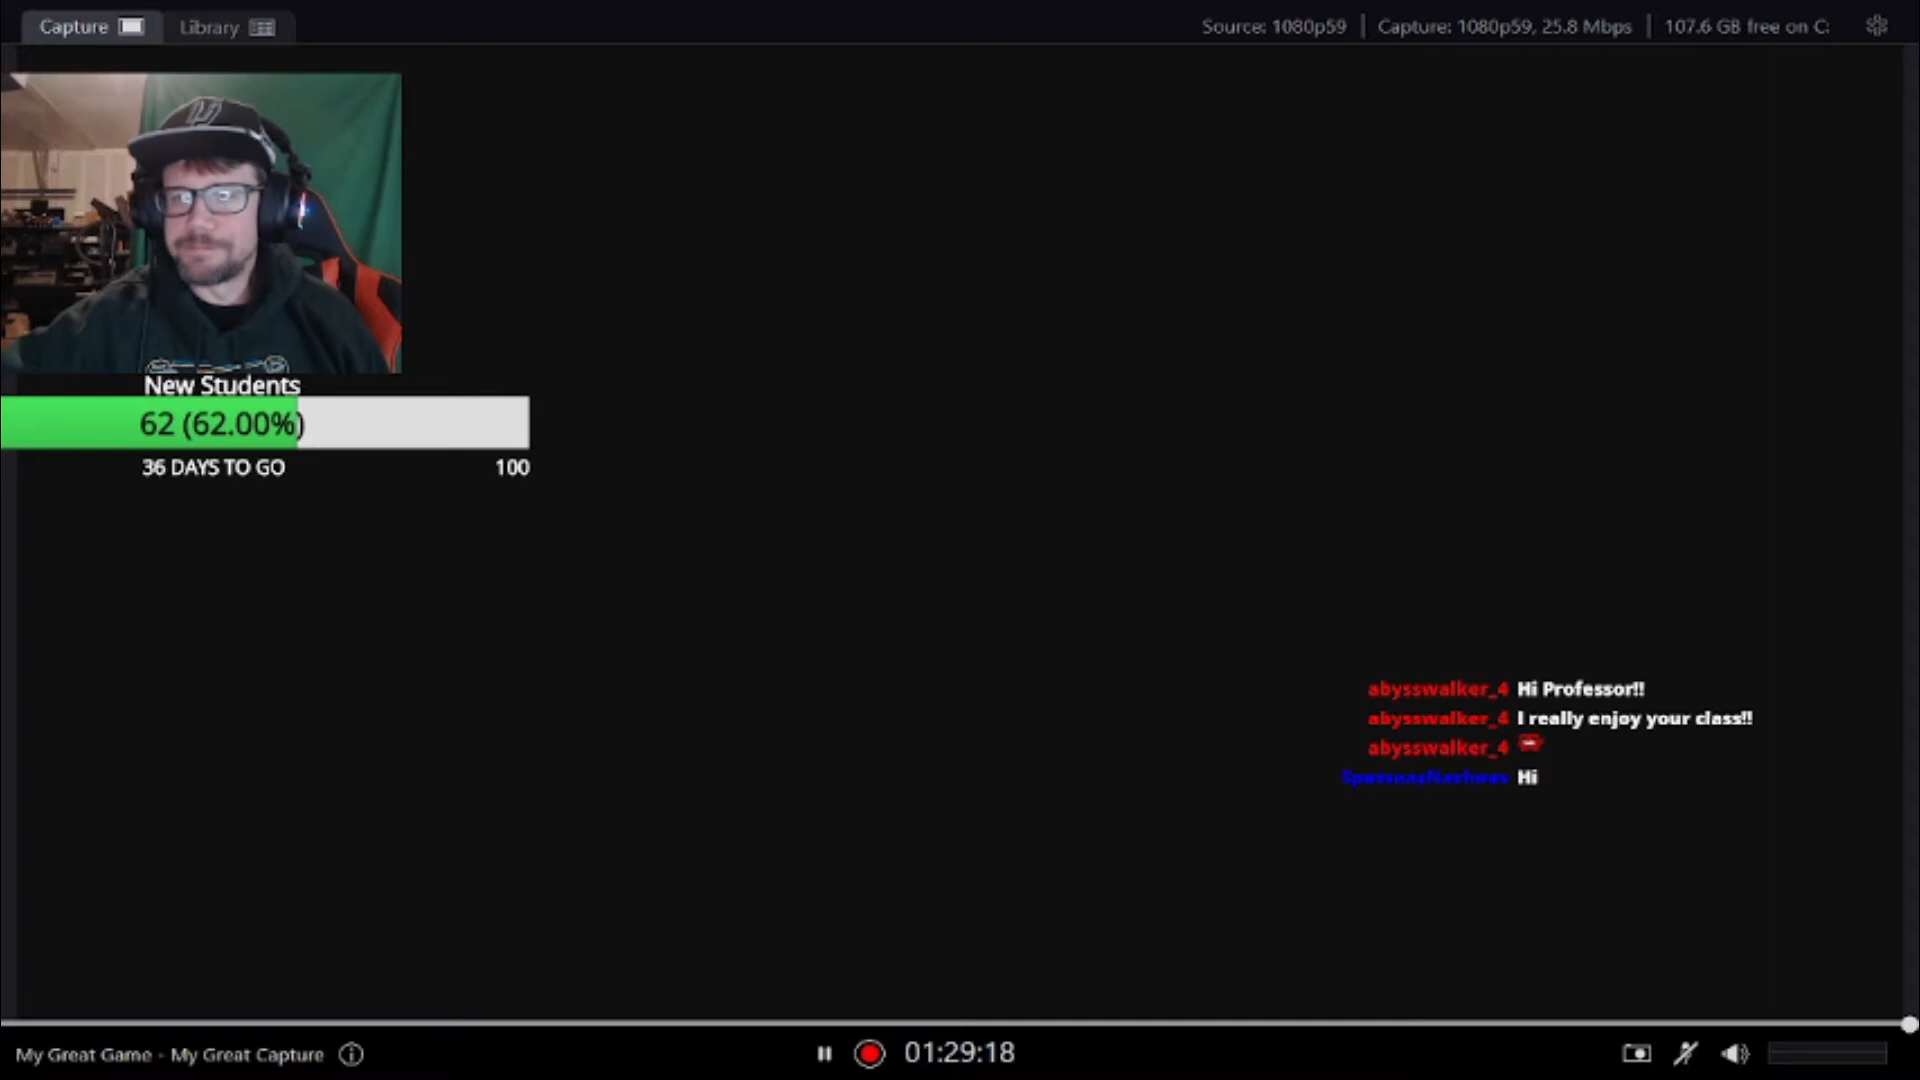 Capture Library Source: 1080p59 | Capture: 1080p59, 25.8 Mbps | 107.6 GB free on C:
New Students
62 (62.00%)
36 DAYS TO GO 100
abysswalker_4 Hi Professor!!
abysswalker_4 I really enjoy your class!!
abysswalker_4
Hi
My Great Game - My Great Capture 01:29:18